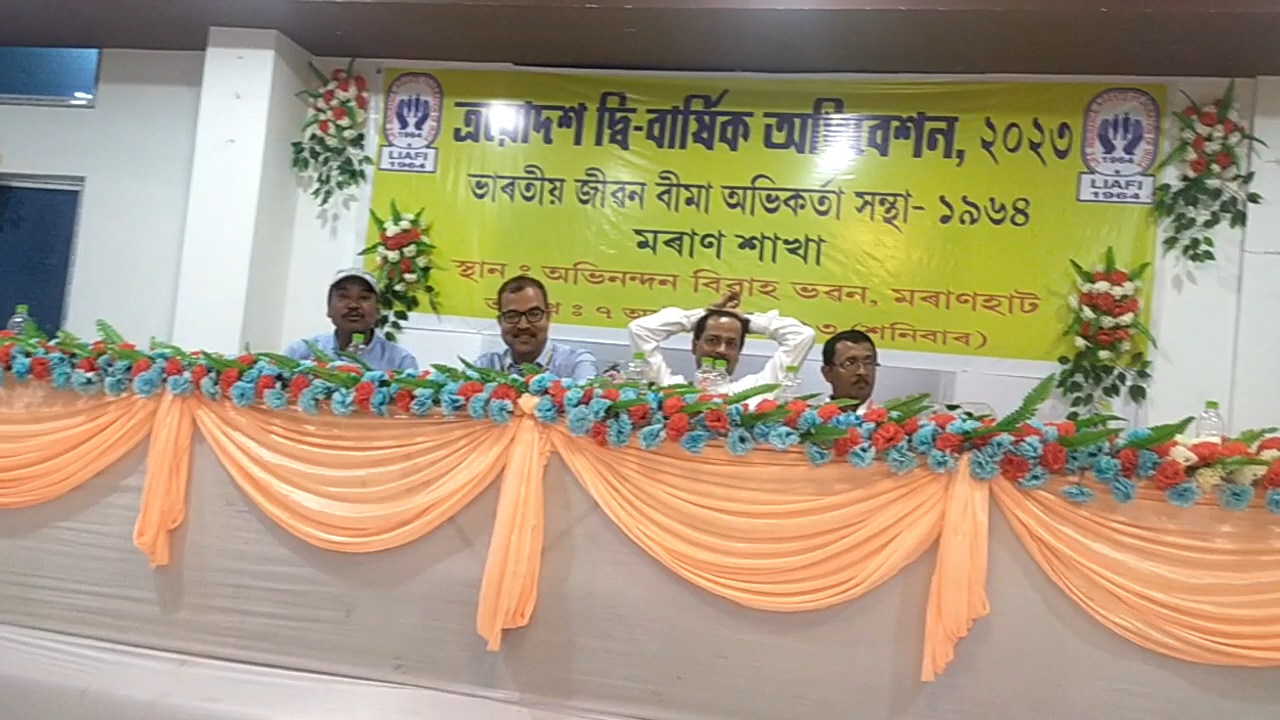 ত্ৰয়োদশ দ্বি-বাৰ্ষিক অধিবেশন, ২০২৩
ভাৰতীয় জীৱন বীমা অভিকৰ্তা সন্থা- ১৯৬৪
মৰাণ শাখা
স্থান : অভিনন্দন বিবাহ ভৱন, মৰাণহাট
: ৭ (শনিবাৰ)
LIAFI
1964
LIAFI
1964